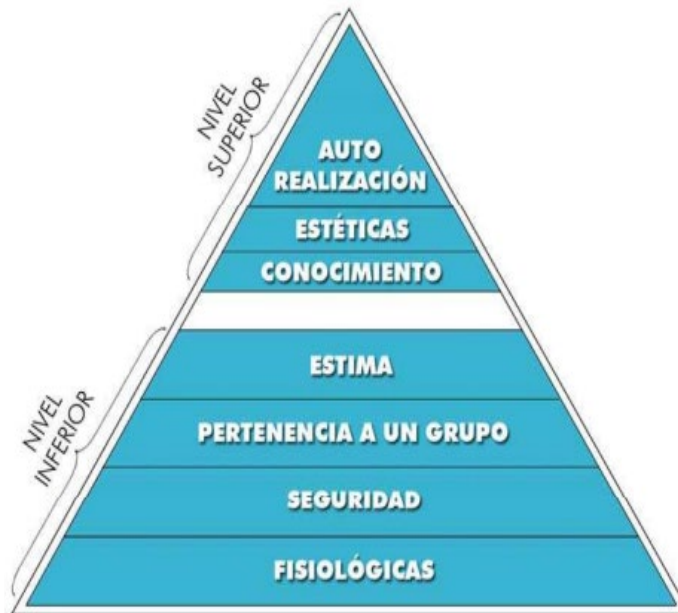 NIVEL
SUPERIOR
AUTO
REALIZACIÓN
ESTÉTICAS
CONOCIMIENTO
NIVEL
INFERIOR
ESTIMA
PERTENENCIA A UN GRUPO
SEGURIDAD
FISIOLÓGICAS